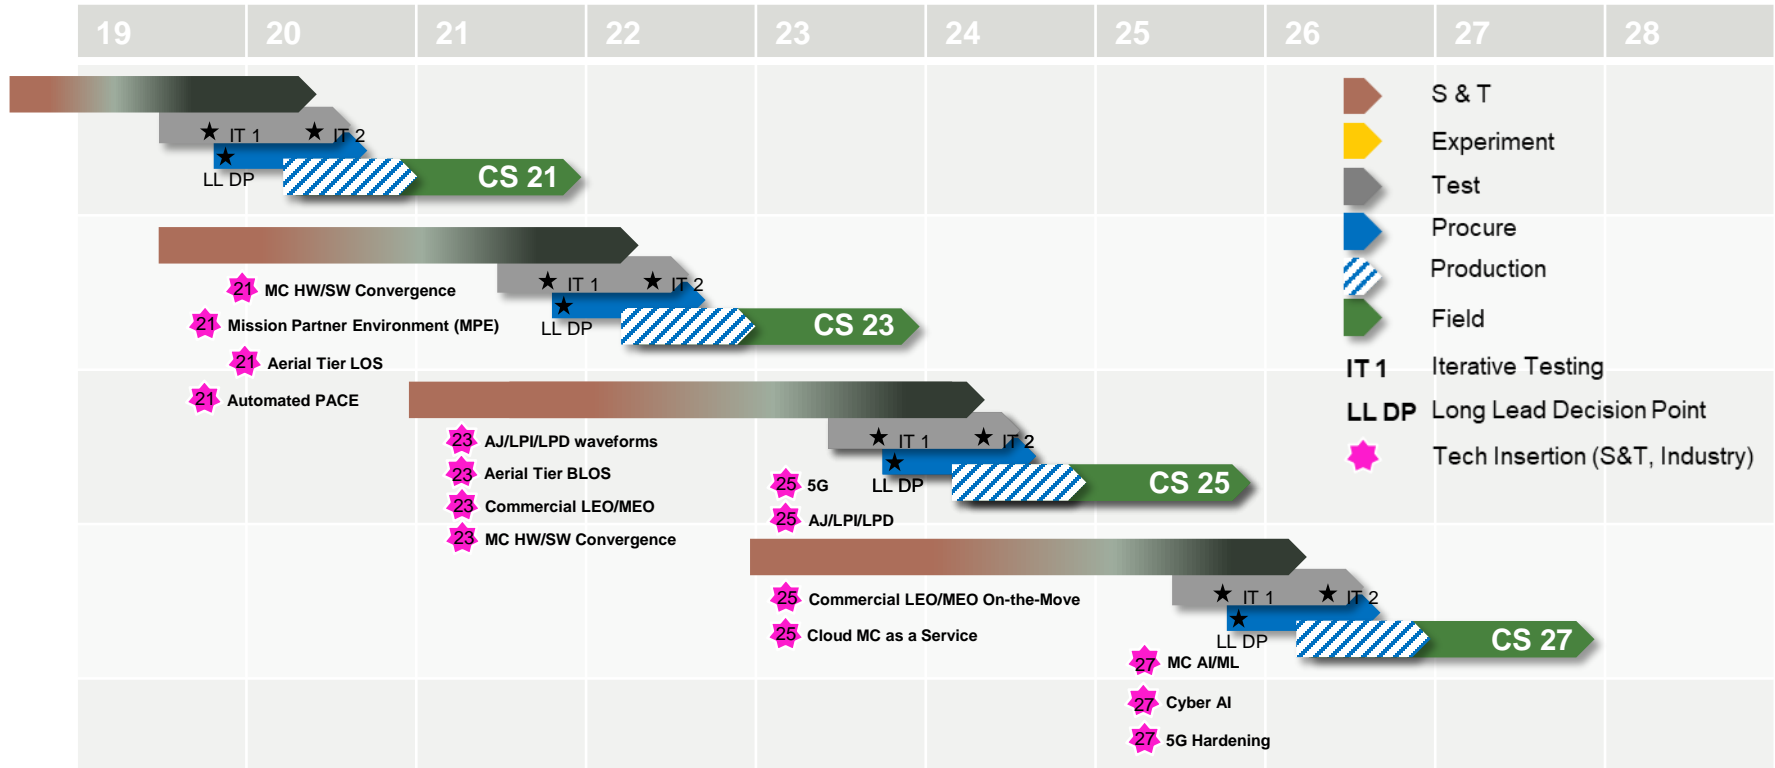 19 20 21 22 23 24 25 26 27 28
IT 1 IT 2
LL DP
CS 21
IT 1 IT 2
LL DP
CS 23
21 MC HW/SW Convergence
21 Mission Partner Environment (MPE)
21 Aerial Tier LOS
21 Automated PACE
IT 1 IT 2
LL DP
CS 25
23 AJ/LPI/LPD waveforms
23 Aerial Tier BLOS
23 Commercial LEO/MEO
23 MC HW/SW Convergence
25 5G
25 AJ/LPI/LPD
IT 1 IT 2
LL DP
CS 27
25 Commercial LEO/MEO On-the-Move
25 Cloud MC as a Service
27 MC AI/ML
27 Cyber AI
27 5G Hardening
S & T
Experiment
Test
Procure
Production
Field
IT 1 Iterative Testing
LL DP Long Lead Decision Point
Tech Insertion (S&T, Industry)